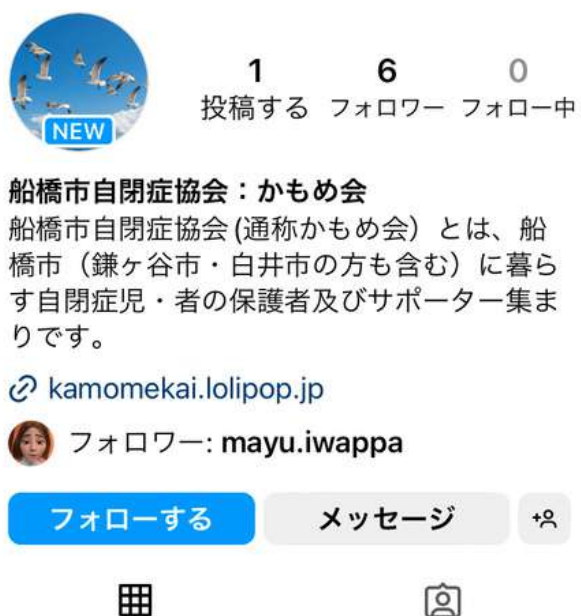 NEW
1 6 0
投稿する フォロワー フォロー中
船橋市自閉症協会：かもめ会
船橋市自閉症協会(通称かもめ会）とは、船
橋市（鎌ヶ谷市・白井市の方も含む）に暮ら
す自閉症児・者の保護者及びサポーター集ま
りです。
kamomekai.lolipop.jp
フォロワー: mayu.iwappa
フォローする メッセージ